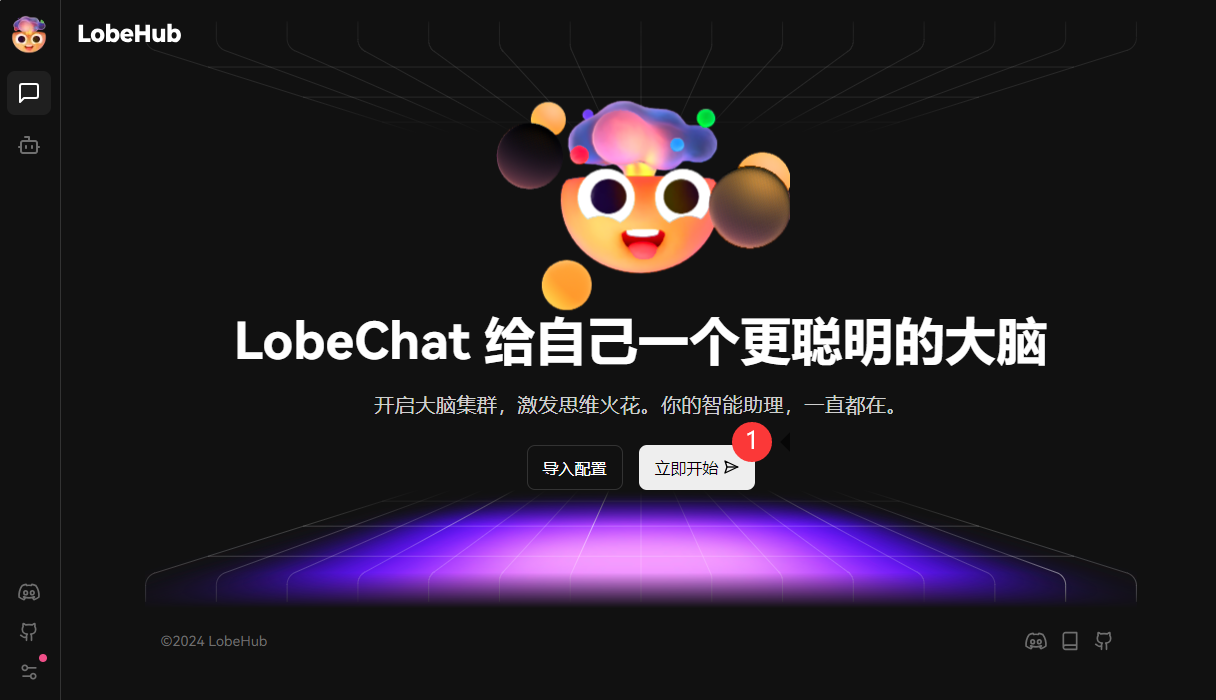 LobeHub
LobeChat 给自己一个更聪明的大脑
开启大脑集群，激发思维火花。你的智能助理，一直都在。
1
导入配置
立即开始
©2024 LobeHub